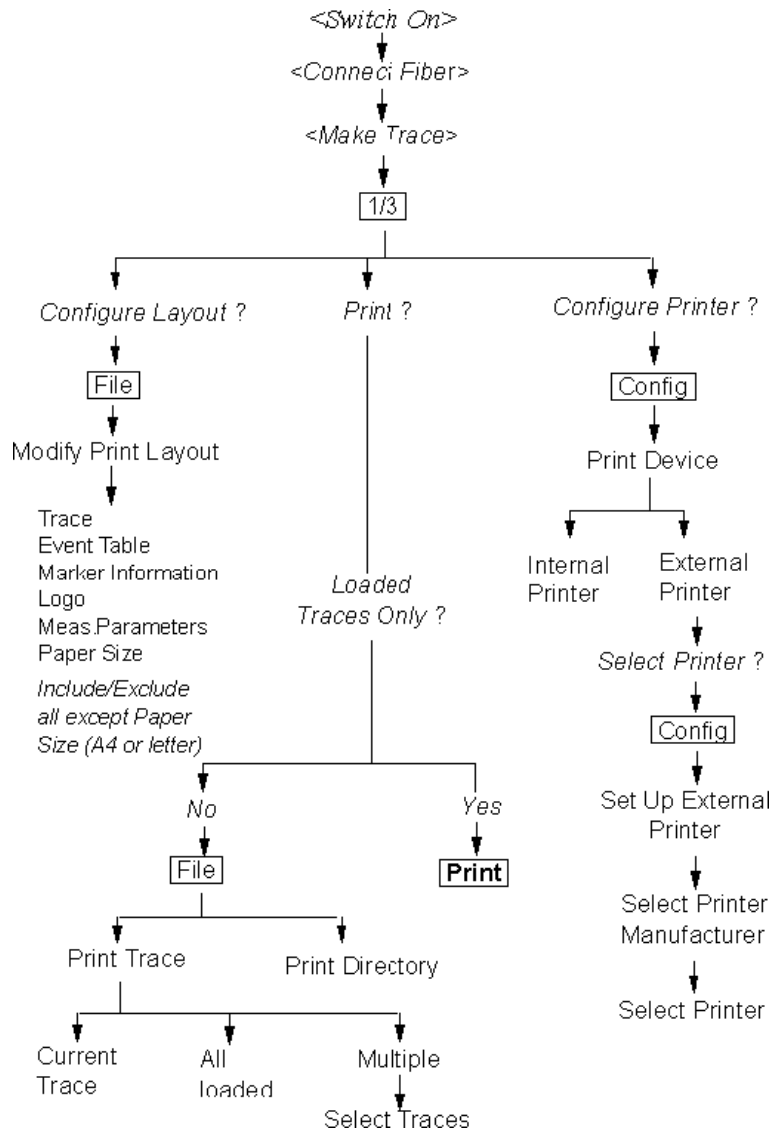 <Switch On>
<Connect Fiber>
<Make Trace>
1/3
Configure Layout ?
Print ?
Configure Printer ?
File
Config
Modify Print Layout
Print Device
Trace
Event Table
Marker Information
Logo
Meas.Parameters
Paper Size
Include/Exclude
all except Paper
Size (A4 or letter)
Loaded
Traces Only ?
Internal
Printer
External
Printer
Select Printer ?
Config
Set Up External
Printer
Select Printer
Manufacturer
Select Printer
No
Yes
File
Print
Print Trace
Print Directory
Current
Trace
All
loaded
Multiple
Select Traces